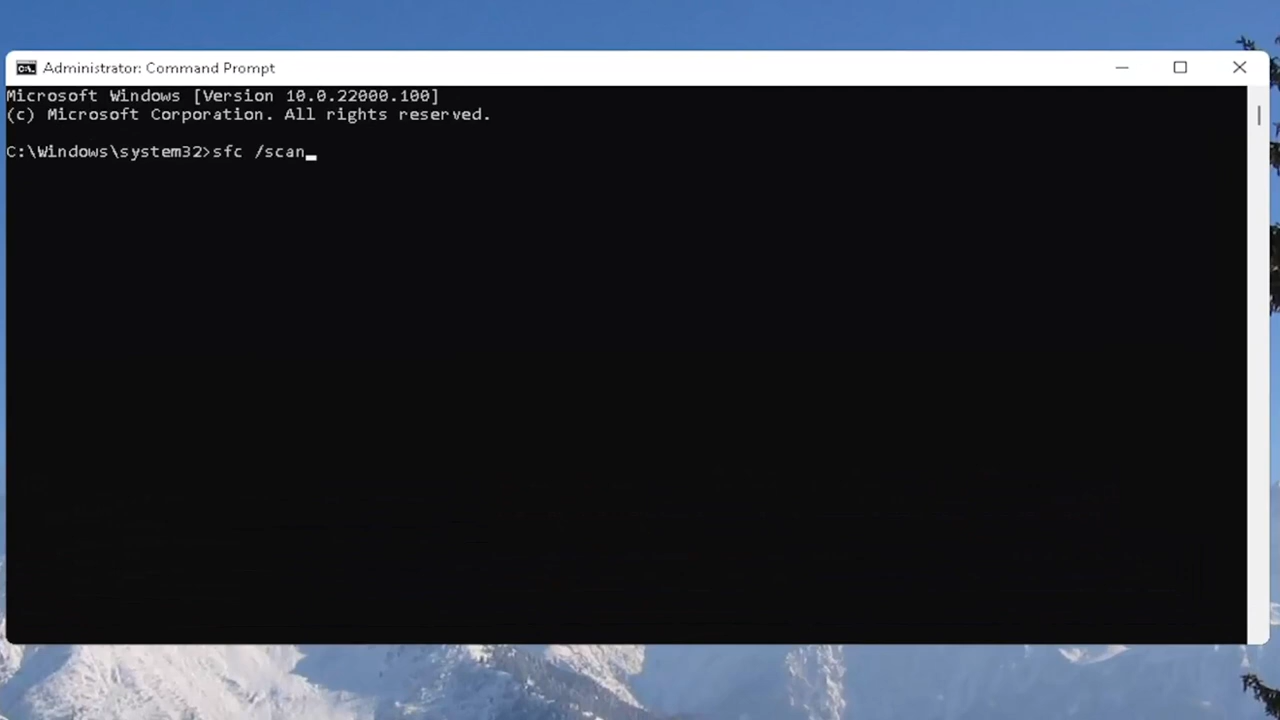 Administrator: Command Prompt
Microsoft Windows [Version 10.0.22000.100]
(c) Microsoft Corporation. All rights reserved.
C:\Windows\system32>sfc /scan